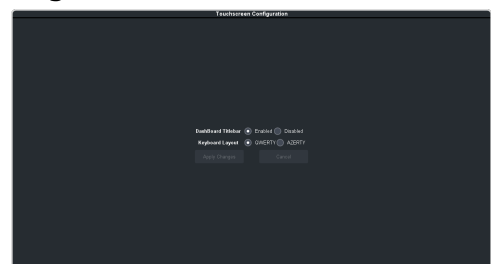 Touchscreen Configuration
DashBoard Titlebar Enabled Disabled
Keyboard Layout QWERTY AZERTY
Apply Changes Cancel